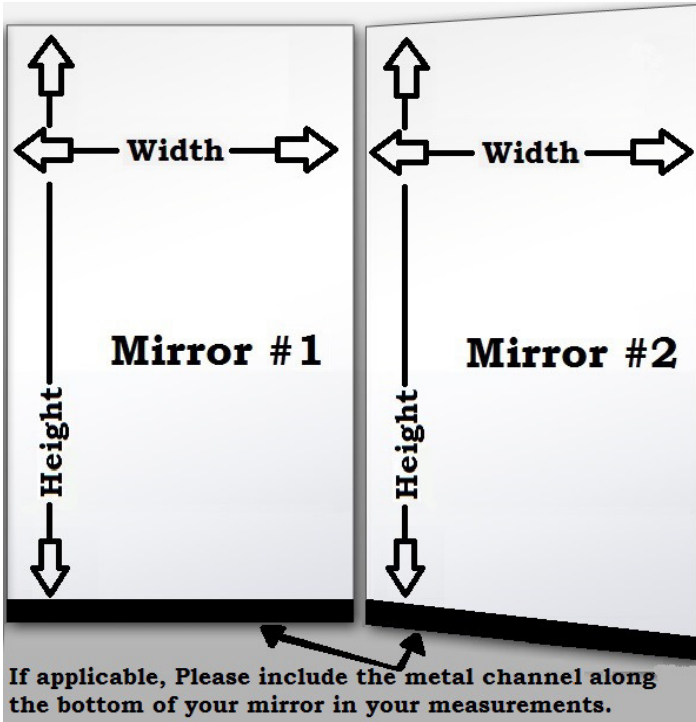 Width
Width
Mirror #1
Mirror #2
Height
Height
If applicable, Please include the metal channel along
the bottom of your mirror in your measurements.